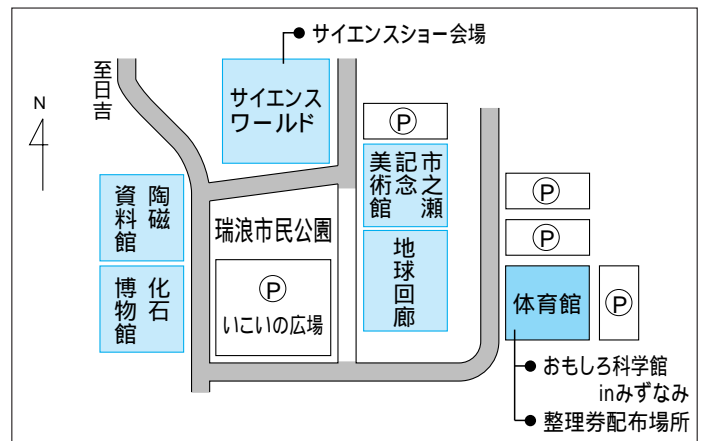 サイエンスショー会場
至日吉
N
サイエンス
ワールド
Ⓟ
市之瀬
記念
美術館
陶磁
資料館
Ⓟ
瑞浪市民公園
Ⓟ
地球回廊
化石
博物館
Ⓟ
いこいの広場
体育館
Ⓟ
おもしろ科学館
inみずなみ
整理券配布場所